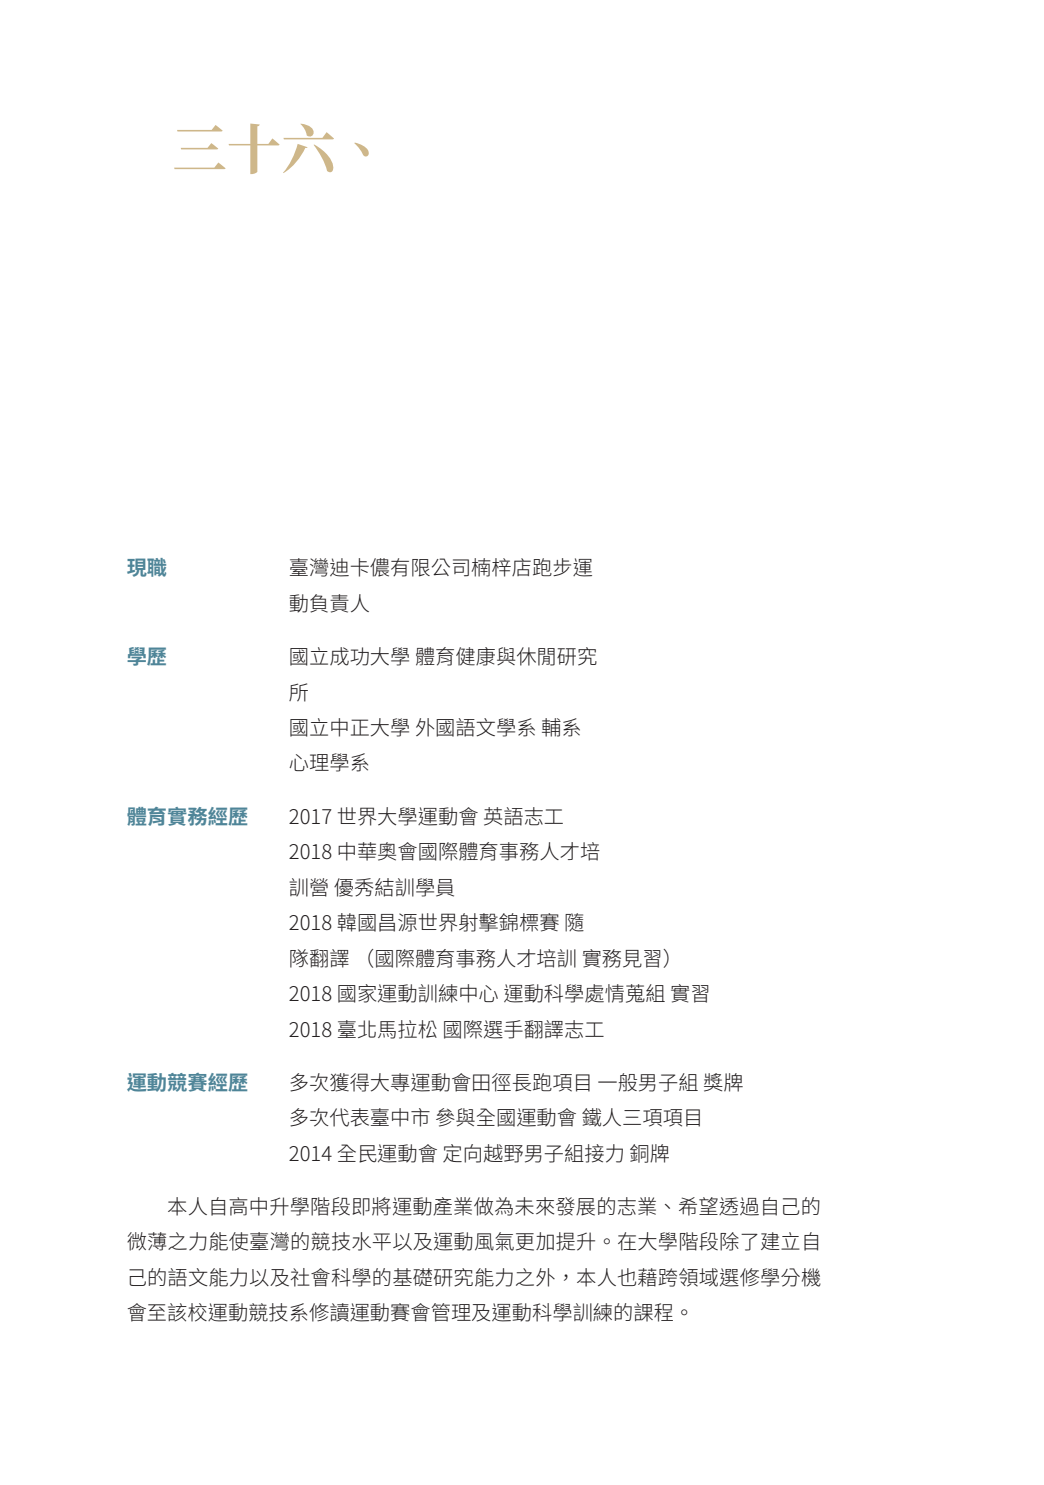 三十六、
現職 臺灣迪卡儂有限公司楠梓店跑步運
動負責人
學歷 國立成功大學 體育健康與休閒研究
所
國立中正大學 外國語文學系 輔系
心理學系
體育實務經歷 2017 世界大學運動會 英語志工
2018 中華奧會國際體育事務人才培
訓營 優秀結訓學員
2018 韓國昌源世界射擊錦標賽 隨
隊翻譯 （國際體育事務人才培訓 實務見習）
2018 國家運動訓練中心 運動科學處情蒐組 實習
2018 臺北馬拉松 國際選手翻譯志工
運動競賽經歷 多次獲得大專運動會田徑長跑項目 一般男子組 獎牌
多次代表臺中市 參與全國運動會 鐵人三項項目
2014 全民運動會 定向越野男子組接力 銅牌
本人自高中升學階段即將運動產業做為未來發展的志業、希望透過自己的
微薄之力能使臺灣的競技水平以及運動風氣更加提升。在大學階段除了建立自
己的語文能力以及社會科學的基礎研究能力之外，本人也藉跨領域選修學分機
會至該校運動競技系修讀運動賽會管理及運動科學訓練的課程。